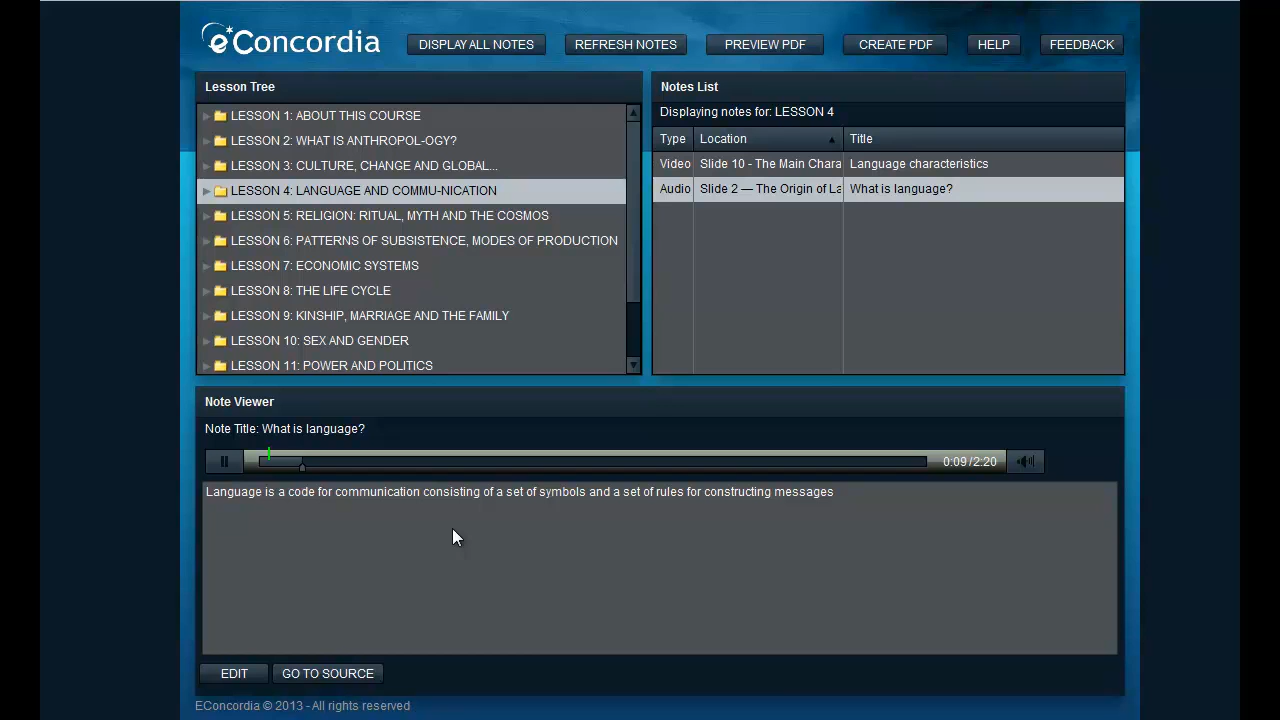 eConcordia
DISPLAY ALL NOTES
REFRESH NOTES
PREVIEW PDF
CREATE PDF
HELP
FEEDBACK
Lesson Tree
LESSON 1: ABOUT THIS COURSE
LESSON 2: WHAT IS ANTHROPOL-OGY?
LESSON 3: CULTURE, CHANGE AND GLOBAL...
LESSON 4: LANGUAGE AND COMMU-NICATION
LESSON 5: RELIGION: RITUAL, MYTH AND THE COSMOS
LESSON 6: PATTERNS OF SUBSISTENCE, MODES OF PRODUCTION
LESSON 7: ECONOMIC SYSTEMS
LESSON 8: THE LIFE CYCLE
LESSON 9: KINSHIP, MARRIAGE AND THE FAMILY
LESSON 10: SEX AND GENDER
LESSON 11: POWER AND POLITICS
Notes List
Displaying notes for: LESSON 4
Type Location Title
Video Slide 10 - The Main Chara Language characteristics
Audio Slide 2 — The Origin of La What is language?
Note Viewer
Note Title: What is language?
0:09/2:20
Language is a code for communication consisting of a set of symbols and a set of rules for constructing messages
EDIT
GO TO SOURCE
EConcordia © 2013 - All rights reserved